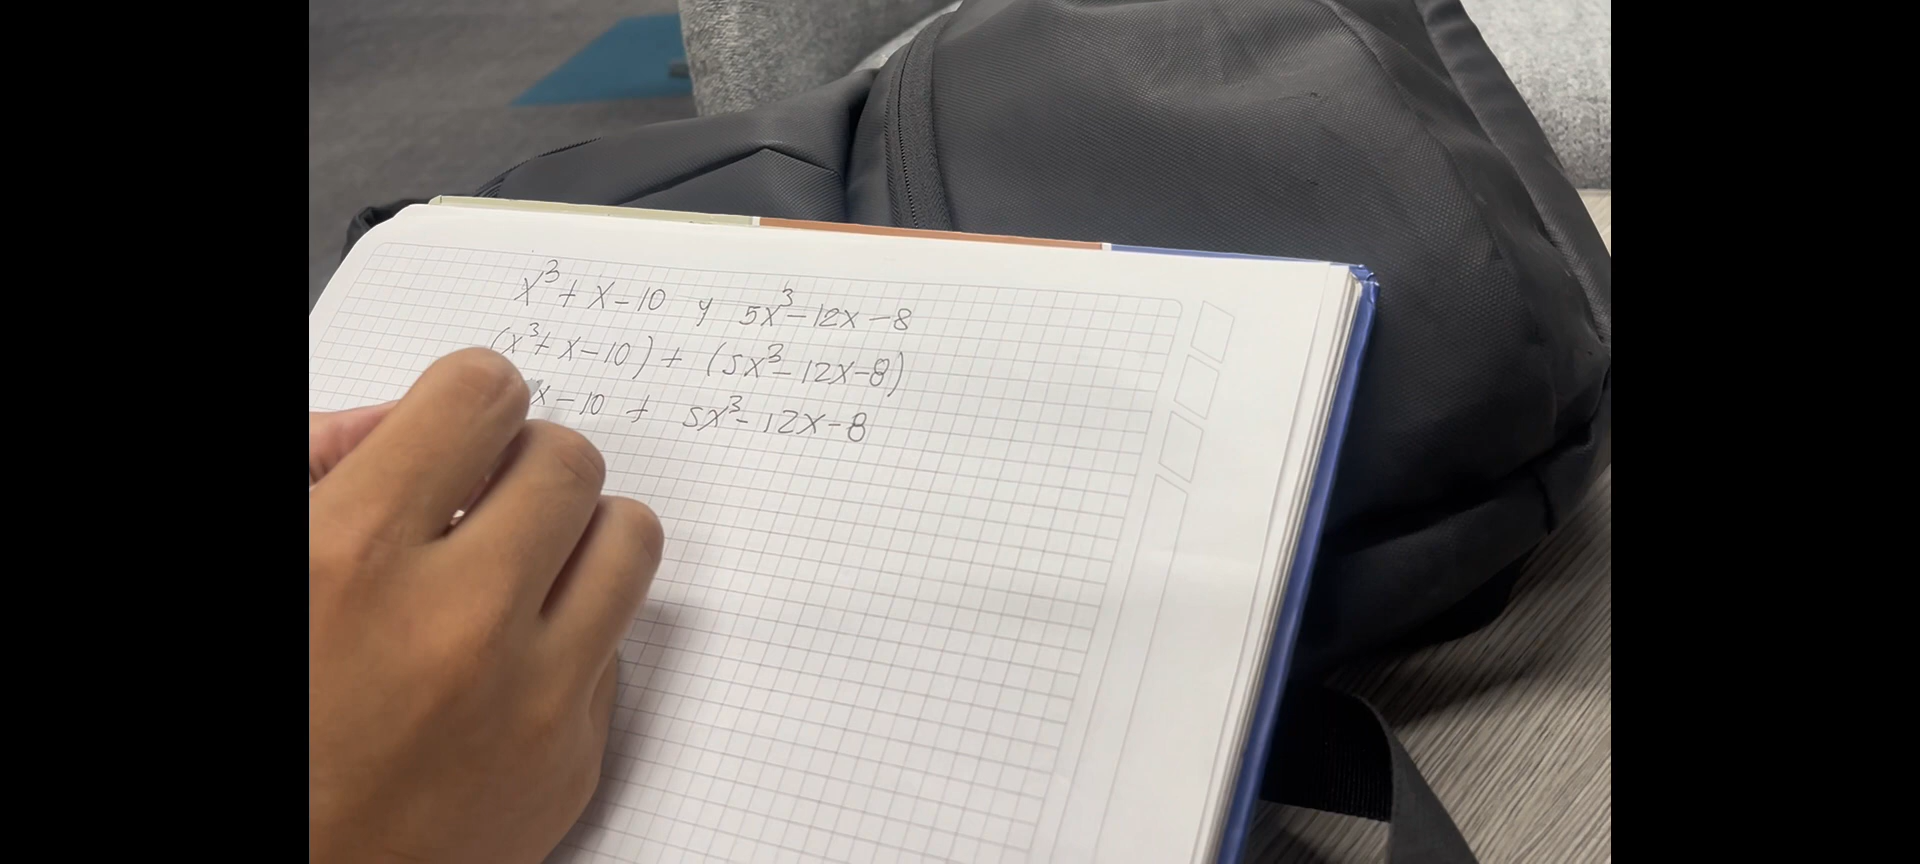 x³ + x - 10 y 5x³ - 12x - 8
(x³ + x - 10) + (5x³ - 12x - 8)
x - 10 + 5x³ - 12x - 8